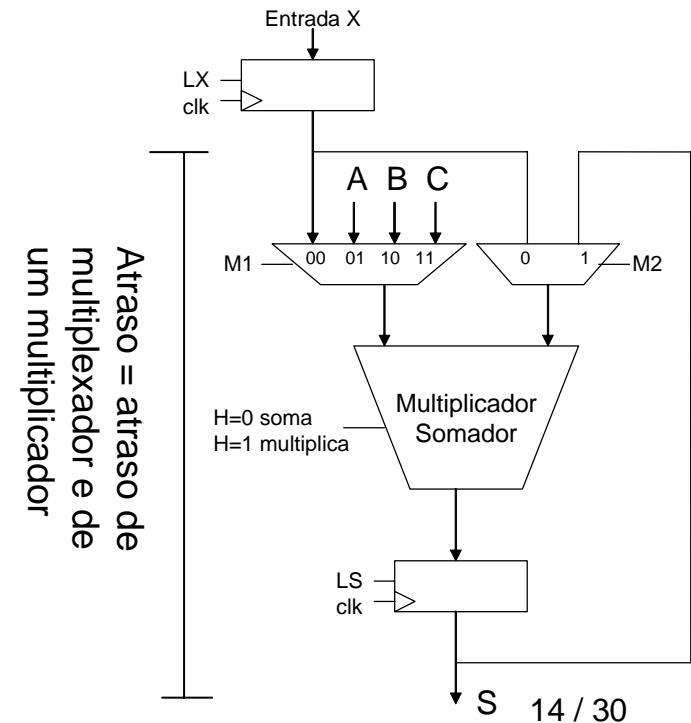 Entrada X
LX
clk
A B C
M1
00 01 10 11
0 1
M2
Atraso = atraso de
multiplexador e de
um multiplicador
Multiplicador
Somador
H=0 soma
H=1 multiplica
LS
clk
S
14 / 30